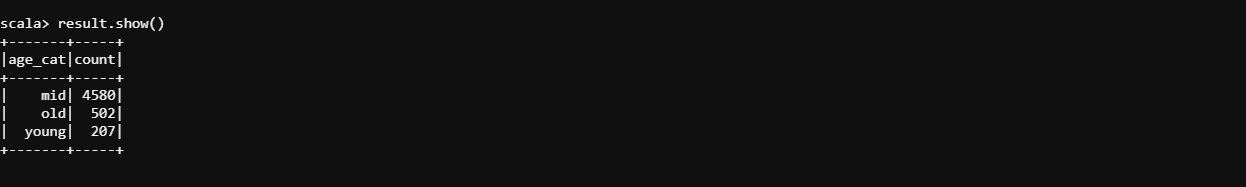 scala> result.show()
+-------+-----+
|age_cat|count|
+-------+-----+
|    mid| 4580|
|    old|  502|
|  young|  207|
+-------+-----+